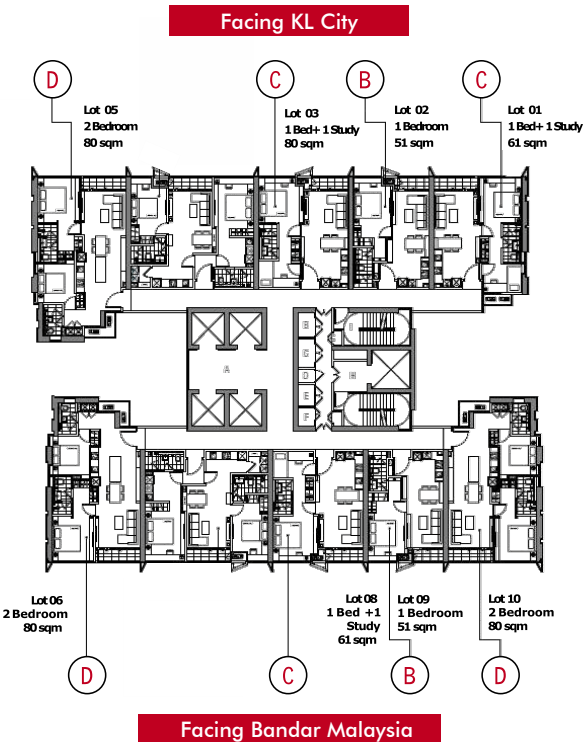 Facing KL City
D
C
B
C
Lot 05
2 Bedroom
80 sqm
Lot 03
1 Bed+ 1 Study
80 sqm
Lot 02
1 Bedroom
51 sqm
Lot 01
1 Bed+ 1 Study
61 sqm
A
B
C
D
E
F
I
H
Lot 06
2 Bedroom
80 sqm
Lot 08
1 Bed +1
Study
61 sqm
Lot 09
1 Bedroom
51 sqm
Lot 10
2 Bedroom
80 sqm
D
C
B
D
Facing Bandar Malaysia